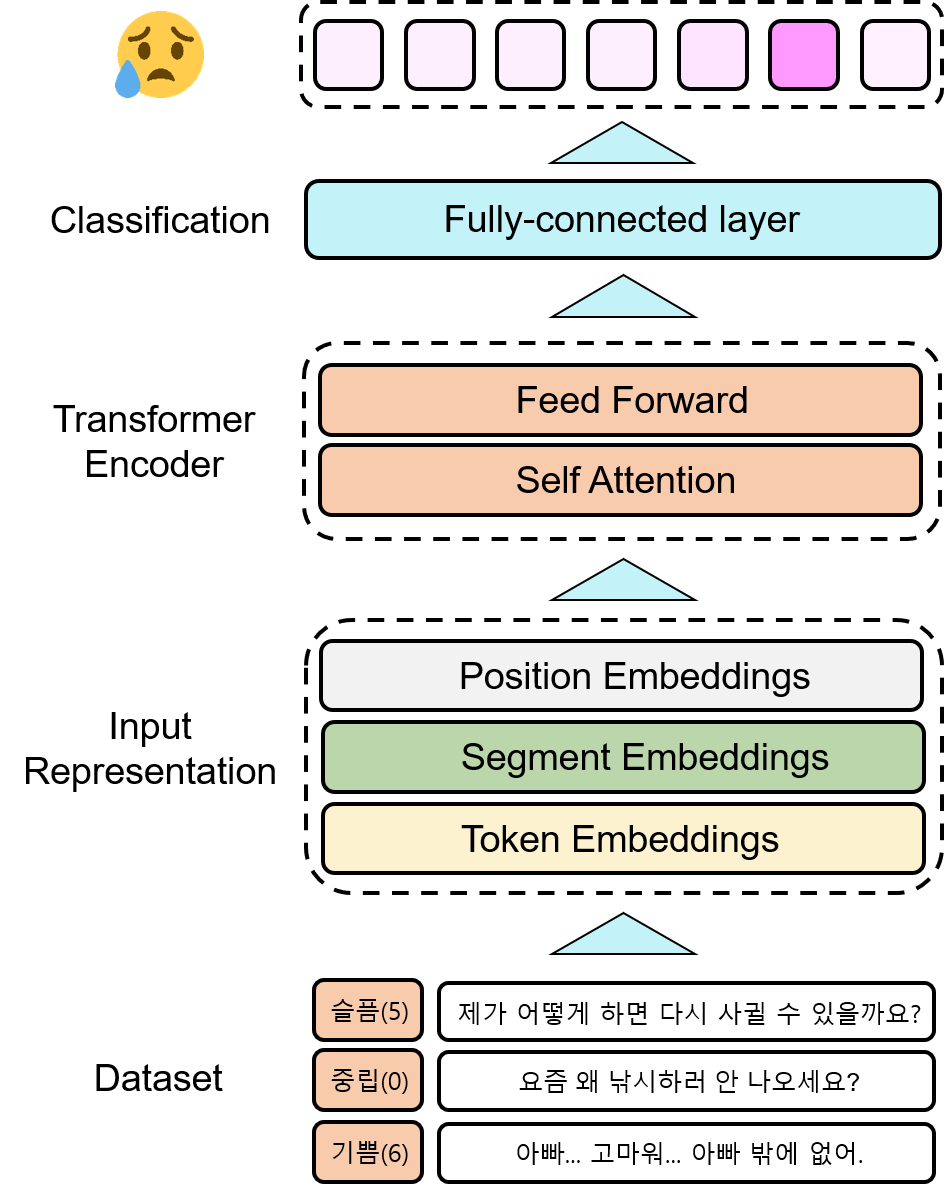 Classification
Fully-connected layer
Transformer
Encoder
Feed Forward
Self Attention
Input
Representation
Position Embeddings
Segment Embeddings
Token Embeddings
Dataset
슬픔(5) 제가 어떻게 하면 다시 사귈 수 있을까요?
중립(0) 요즘 왜 낚시하러 안 나오세요?
기쁨(6) 아빠... 고마워... 아빠 밖에 없어.